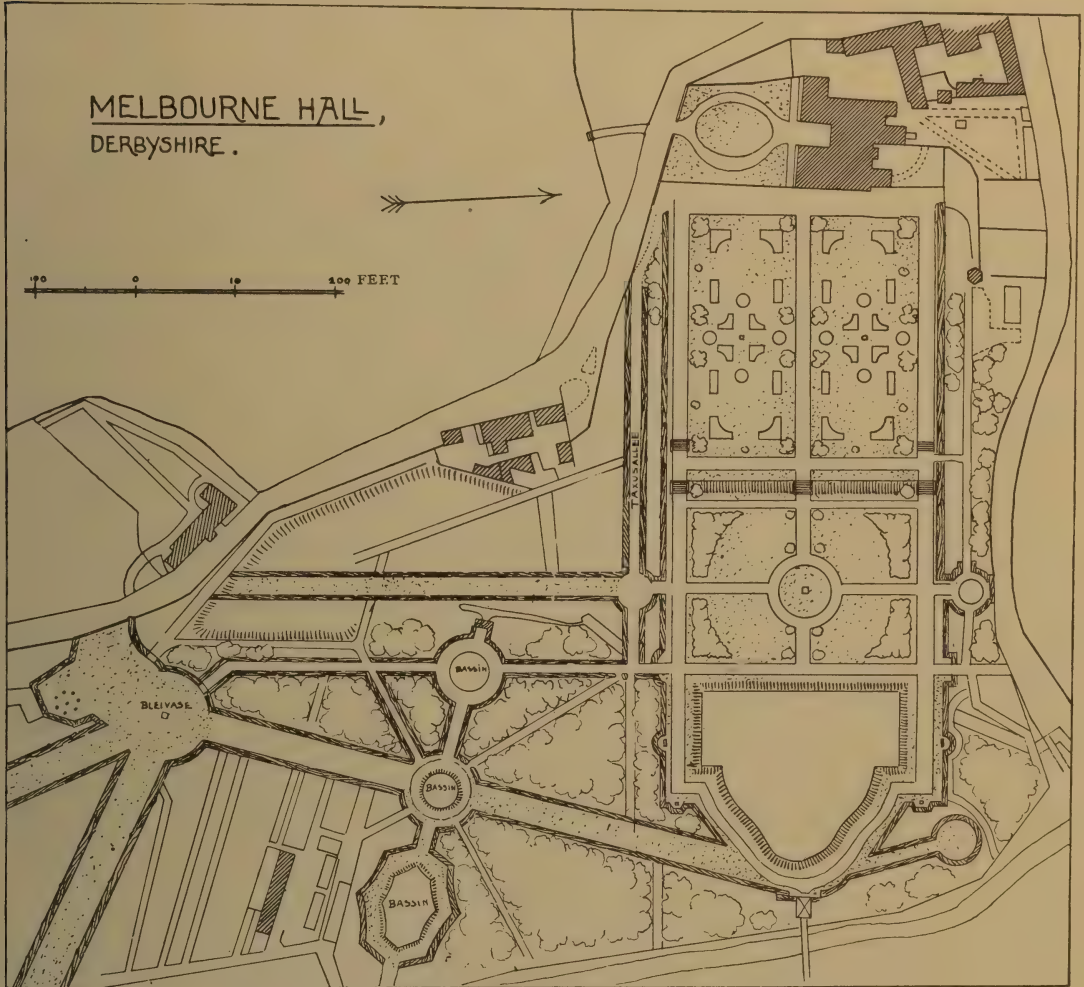 MELBOURNE HALL,
DERBYSHIRE.
100 0 10 200 FEET
TAXUSALLEE
BASSIN
BLEIVASE
BASSIN
BASSIN